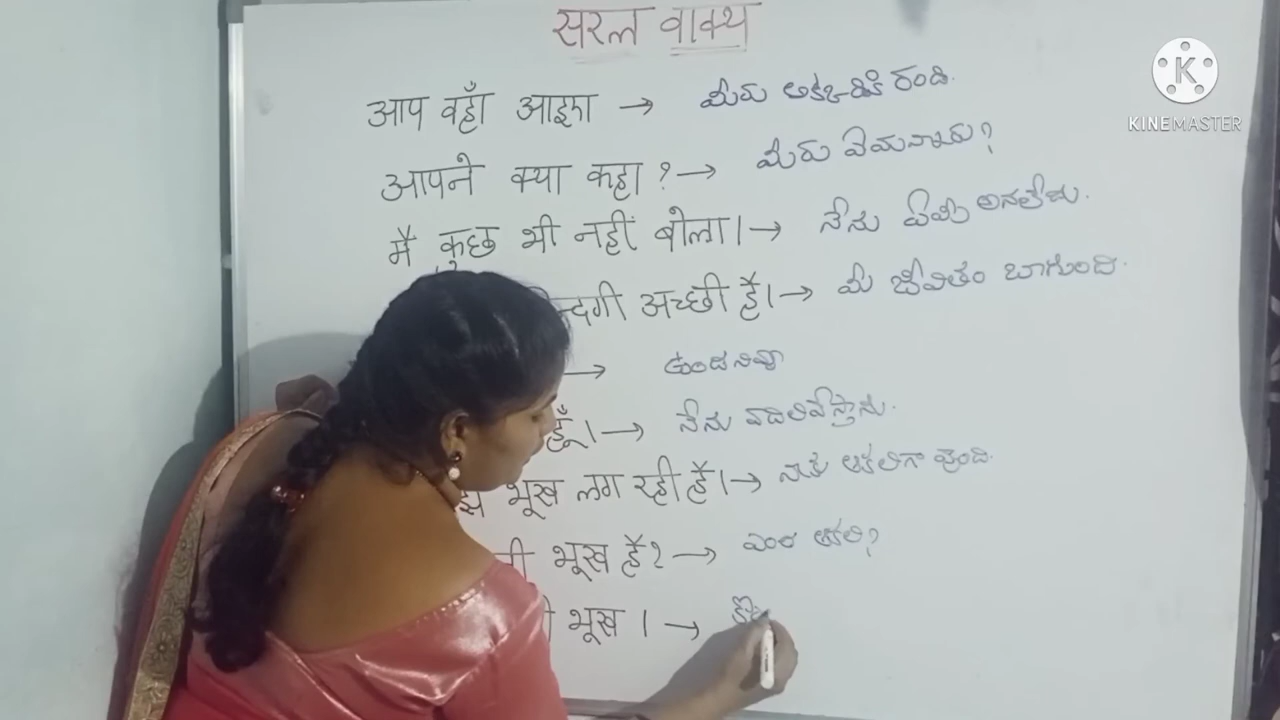 सरल वाक्य
आप वहाँ आइए → మీరు అక్కడికి రండి.
आपने क्या कहा ? → మీరు ఏమన్నారు?
मै कुछ भी नहीं बोला। → నేను ఏమీ అనలేదు.
अच्छी है। → మీ జీవితం బాగుంది.
→ ఉండనివ్వు
हूँ। → నేను వదిలివేస్తాను.
भूख लग रही है। → నాకు ఆకలిగా వుంది.
भूख है? → ఎంత ఆకలి?
भूख । →
KINEMASTER